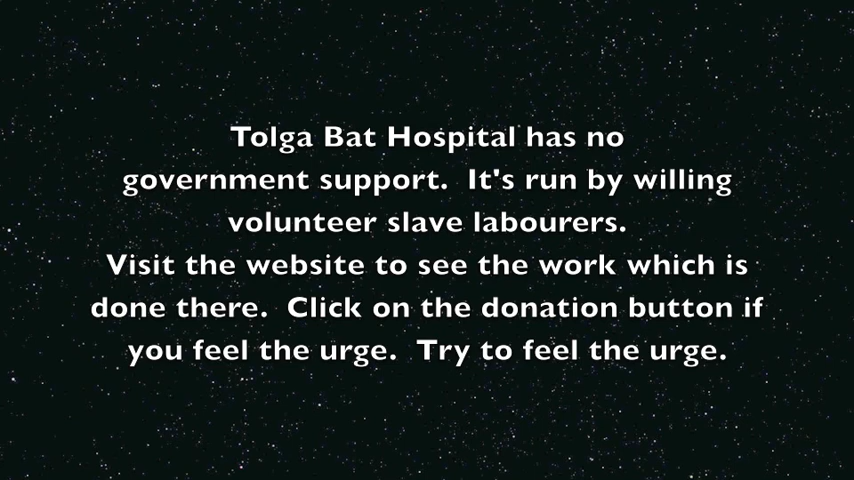 Tolga Bat Hospital has no
government support.  It's run by willing
volunteer slave labourers.
Visit the website to see the work which is
done there.  Click on the donation button if
you feel the urge.  Try to feel the urge.